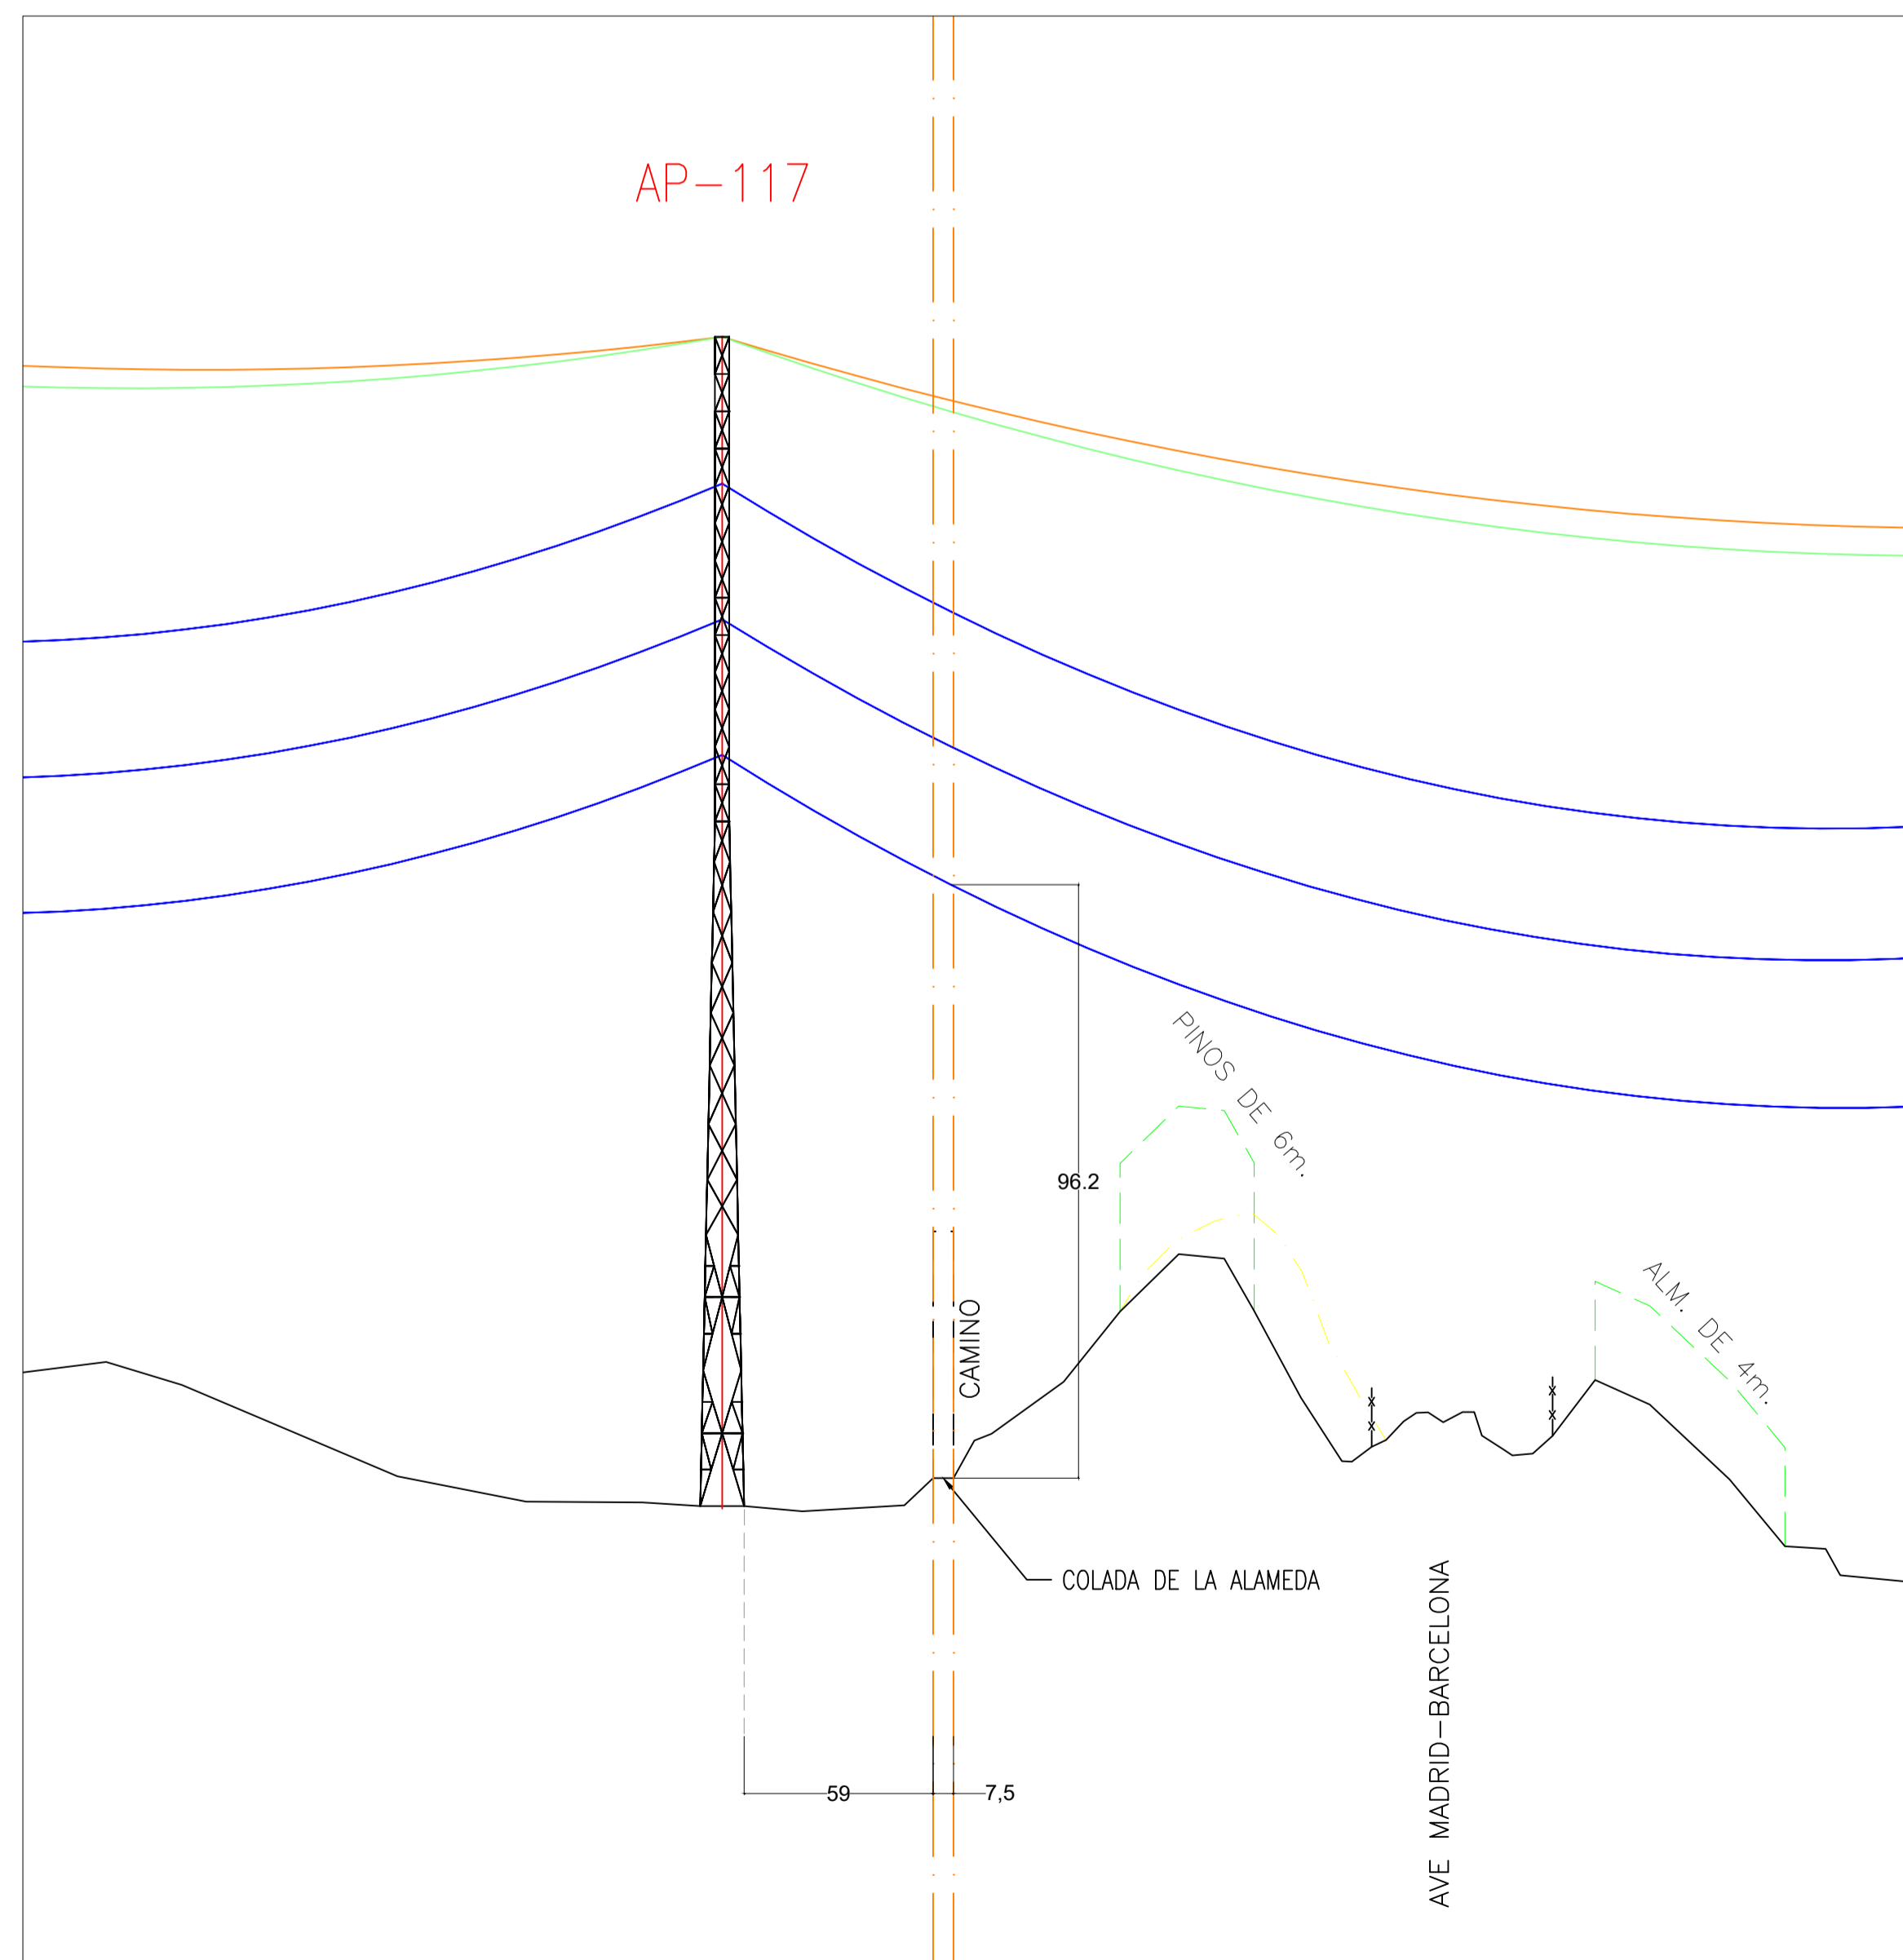 AP-117
PINOS DE 6m.
96.2
ALM. DE 4m.
CAMINO
COLADA DE LA ALAMEDA
AVE MADRID-BARCELONA
59
7,5